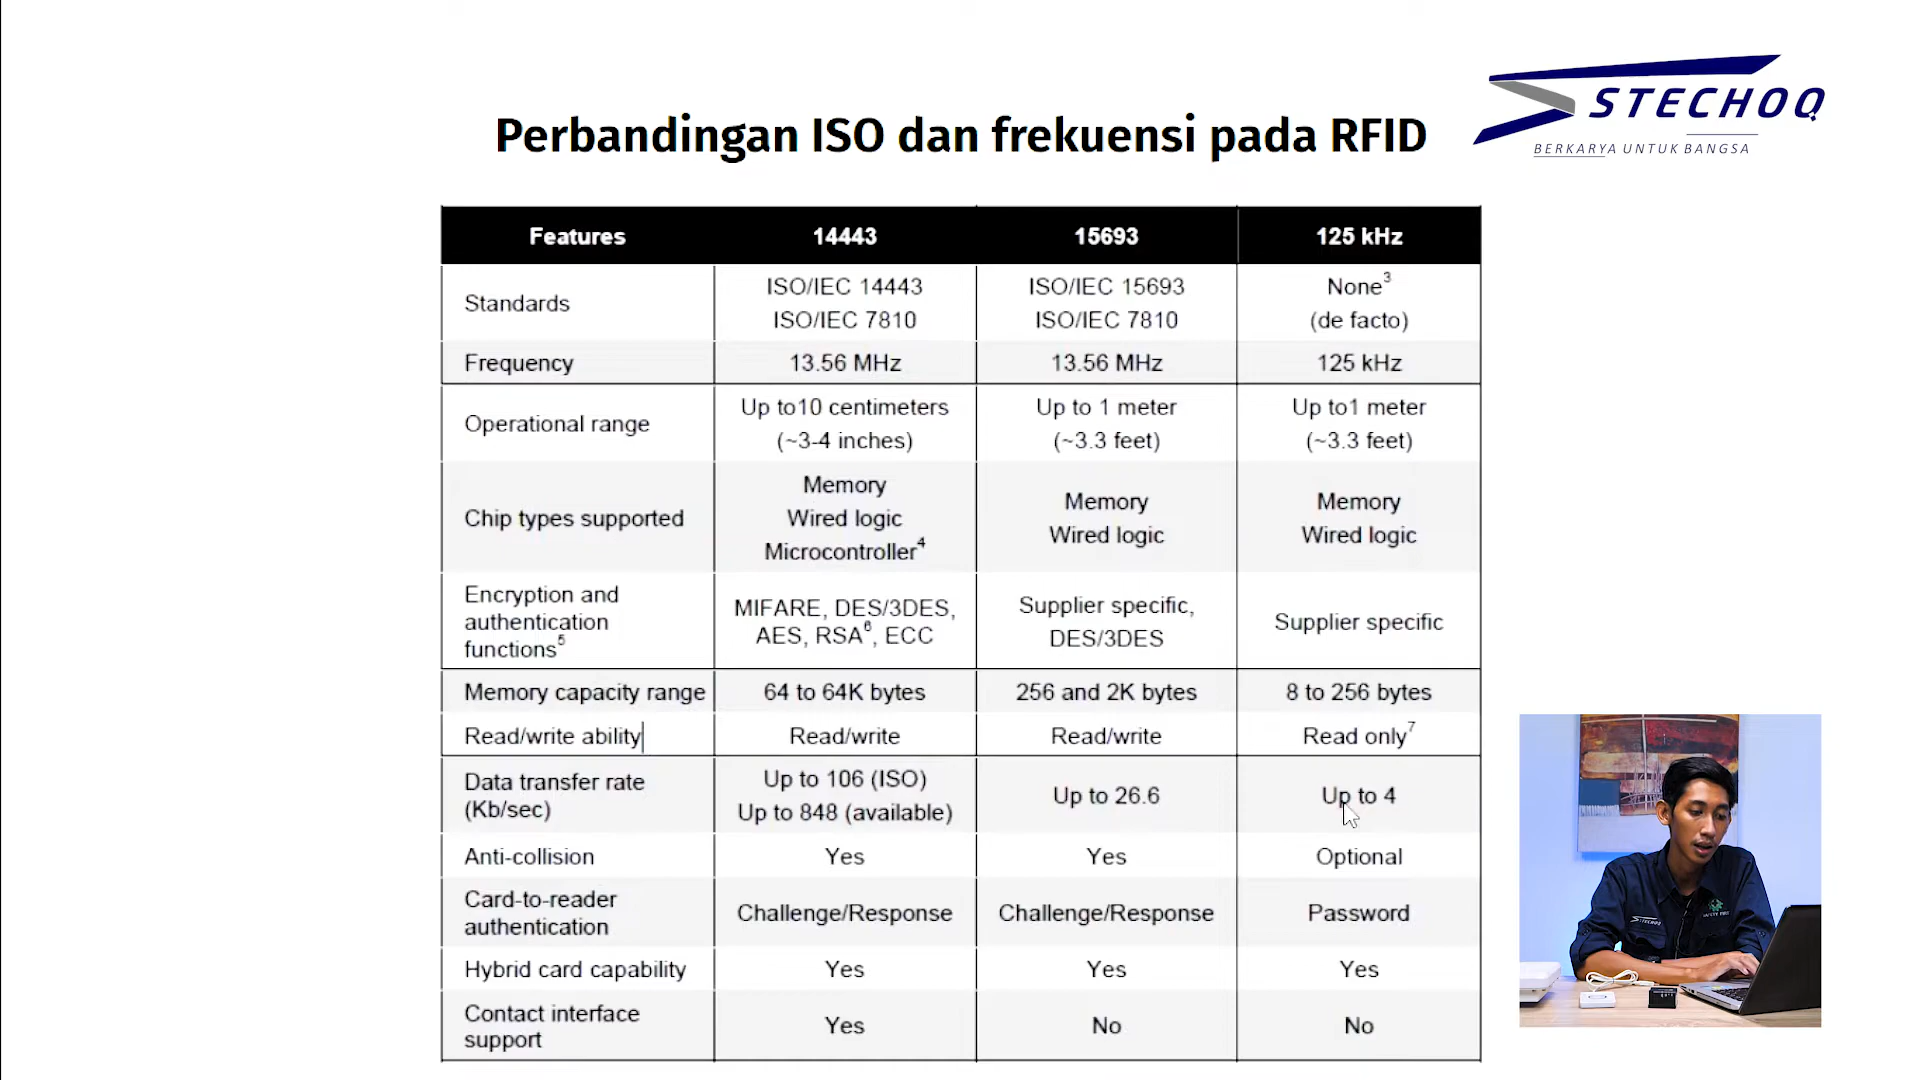 STECHOQ
BERKARYA UNTUK BANGSA
Perbandingan ISO dan frekuensi pada RFID
Features 14443 15693 125 kHz
Standards
ISO/IEC 14443
ISO/IEC 7810
ISO/IEC 15693
ISO/IEC 7810
None3
(de facto)
Frequency 13.56 MHz 13.56 MHz 125 kHz
Operational range
Up to10 centimeters
(~3-4 inches)
Up to 1 meter
(~3.3 feet)
Up to1 meter
(~3.3 feet)
Chip types supported
Memory
Wired logic
Microcontroller4
Memory
Wired logic
Memory
Wired logic
Encryption and
authentication
functions5
MIFARE, DES/3DES,
AES, RSA6, ECC
Supplier specific,
DES/3DES
Supplier specific
Memory capacity range 64 to 64K bytes 256 and 2K bytes 8 to 256 bytes
Read/write ability Read/write Read/write Read only7
Data transfer rate
(Kb/sec)
Up to 106 (ISO)
Up to 848 (available)
Up to 26.6
Up to 4
Anti-collision Yes Yes Optional
Card-to-reader
authentication
Challenge/Response
Challenge/Response
Password
Hybrid card capability Yes Yes Yes
Contact interface
support
Yes
No
No
STECHOQ